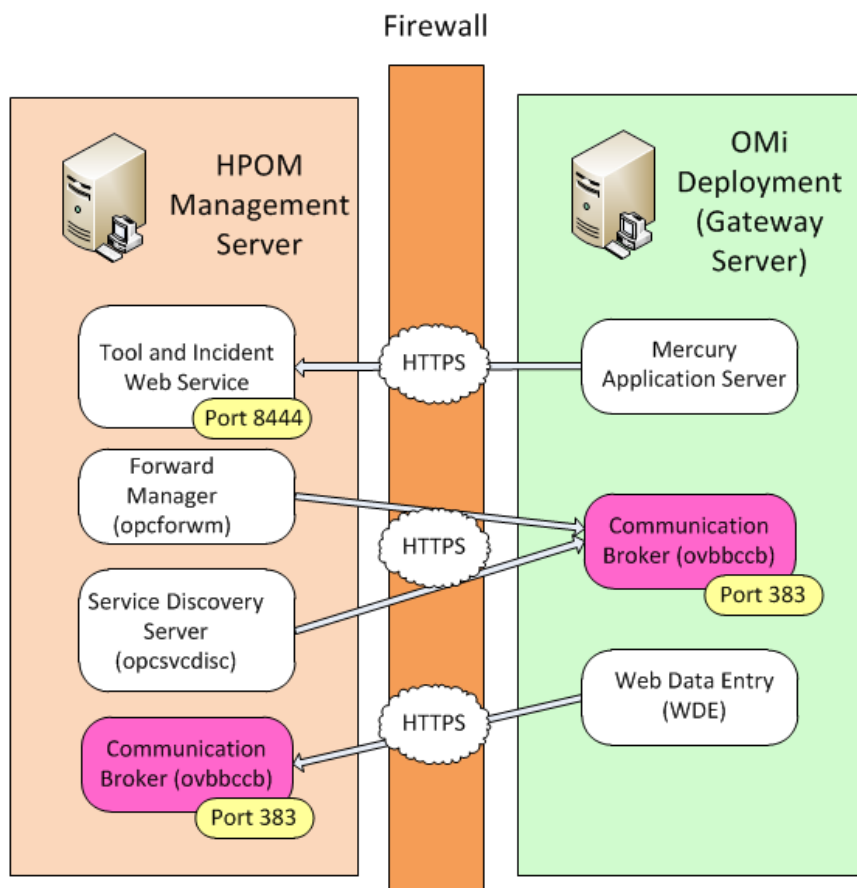 Firewall
HPOM
Management
Server
Tool and Incident
Web Service
Port 8444
Forward
Manager
(opcforwm)
Service Discovery
Server
(opcsvcdisc)
Communication
Broker (ovbbccb)
Port 383
HTTPS
HTTPS
HTTPS
OMi
Deployment
(Gateway
Server)
Mercury
Application Server
Communication
Broker (ovbbccb)
Port 383
Web Data Entry
(WDE)